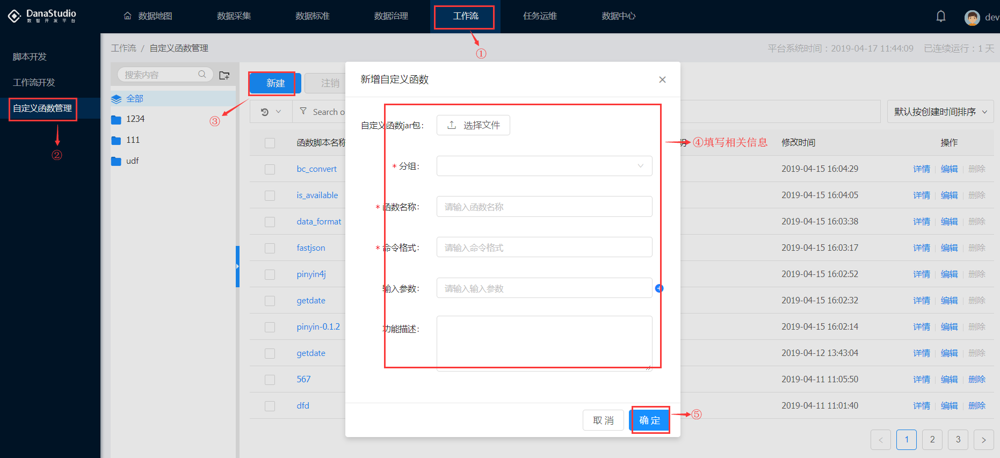 DanaStudio
数智开发平台
数据地图
数据采集
数据标准
数据治理
工作流
任务运维
数据中心
dev
①
脚本开发
工作流开发
自定义函数管理
②
工作流 / 自定义函数管理
平台系统时间：2019-04-17 11:44:09 已连续运行：1 天
搜索内容
全部
1234
111
udf
新建
注销
③
Search o
默认按创建时间排序
函数脚本名称
明
修改时间
操作
bc_convert 2019-04-15 16:04:29 详情 编辑 删除
is_available 2019-04-15 16:04:05 详情 编辑 删除
data_format 2019-04-15 16:03:38 详情 编辑 删除
fastjson 2019-04-15 16:03:17 详情 编辑 删除
pinyin4j 2019-04-15 16:02:52 详情 编辑 删除
getdate 2019-04-15 16:02:32 详情 编辑 删除
pinyin-0.1.2 2019-04-15 16:02:14 详情 编辑 删除
getdate 2019-04-12 13:43:04 详情 编辑 删除
567 2019-04-11 11:05:50 详情 编辑 删除
dfd 2019-04-11 11:01:40 详情 编辑 删除
< 1 2 3 >
新增自定义函数
自定义函数jar包: 选择文件
④填写相关信息
* 分组:
* 函数名称: 请输入函数名称
* 命令格式: 请输入命令格式
输入参数: 请输入输入参数
功能描述:
取 消
确 定
⑤